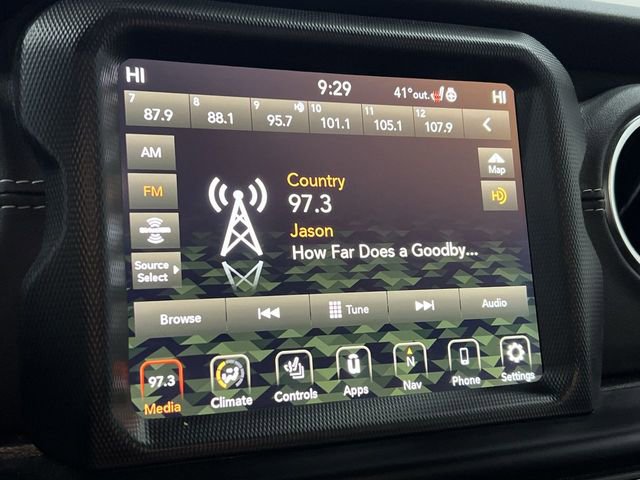 HI 9:29 41°out. HI
7 8 9 10 11 12
87.9 88.1 95.7 101.1 105.1 107.9
AM
Map
FM
Country
97.3
Jason
How Far Does a Goodby...
Source
Select
Browse Tune Audio
97.3
Media Climate Controls Apps Nav Phone Settings